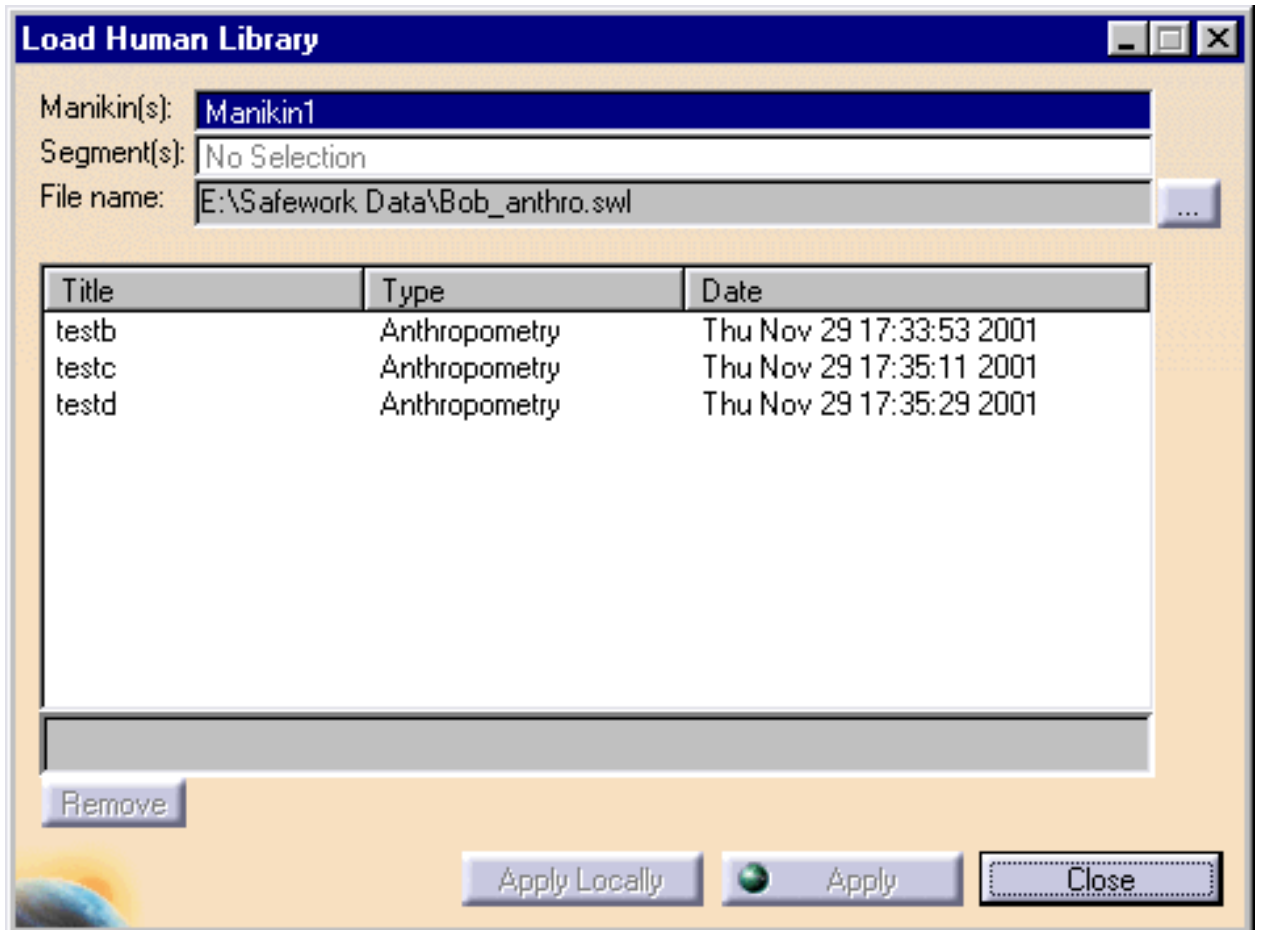 Load Human Library
Manikin(s): Manikin1
Segment(s): No Selection
File name: E:\Safework Data\Bob_anthro.swl ...
Title Type Date
testb Anthropometry Thu Nov 29 17:33:53 2001
testc Anthropometry Thu Nov 29 17:35:11 2001
testd Anthropometry Thu Nov 29 17:35:29 2001
Remove
Apply Locally Apply Close